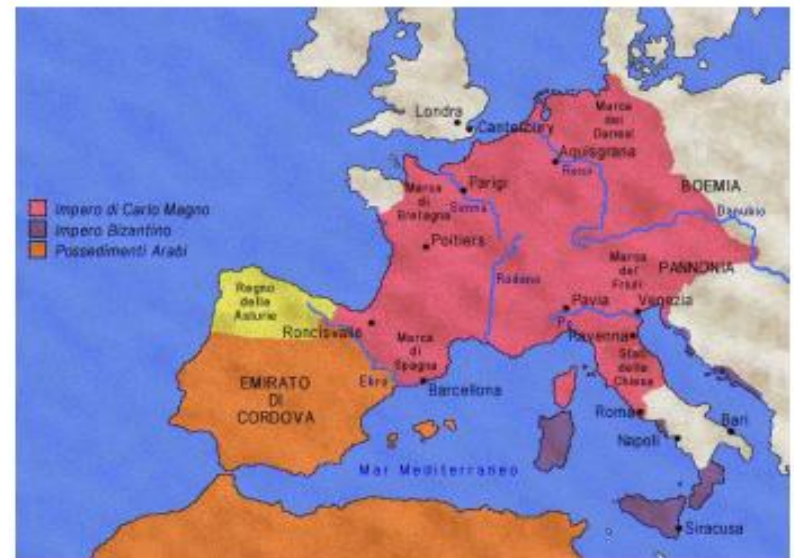 Londra
Canterbury
Marca
dei
Danesi
Aquisgrana
Reno
Impero di Carlo Magno
Impero Bizantino
Possedimenti Arabi
Marca
di
Bretagna
Parigi
Senna
BOEMIA
Danubio
Poitiers
Rodano
Marca
del
Friuli
PANNONIA
Regno
delle
Asturie
Roncisvalle
Pavia
Venezia
Po
Ravenna
Marca
di
Spagna
Stati
della
Chiesa
Ebro
Barcellona
EMIRATO
DI
CORDOVA
Roma
Bari
Napoli
Mar Mediterraneo
Siracusa